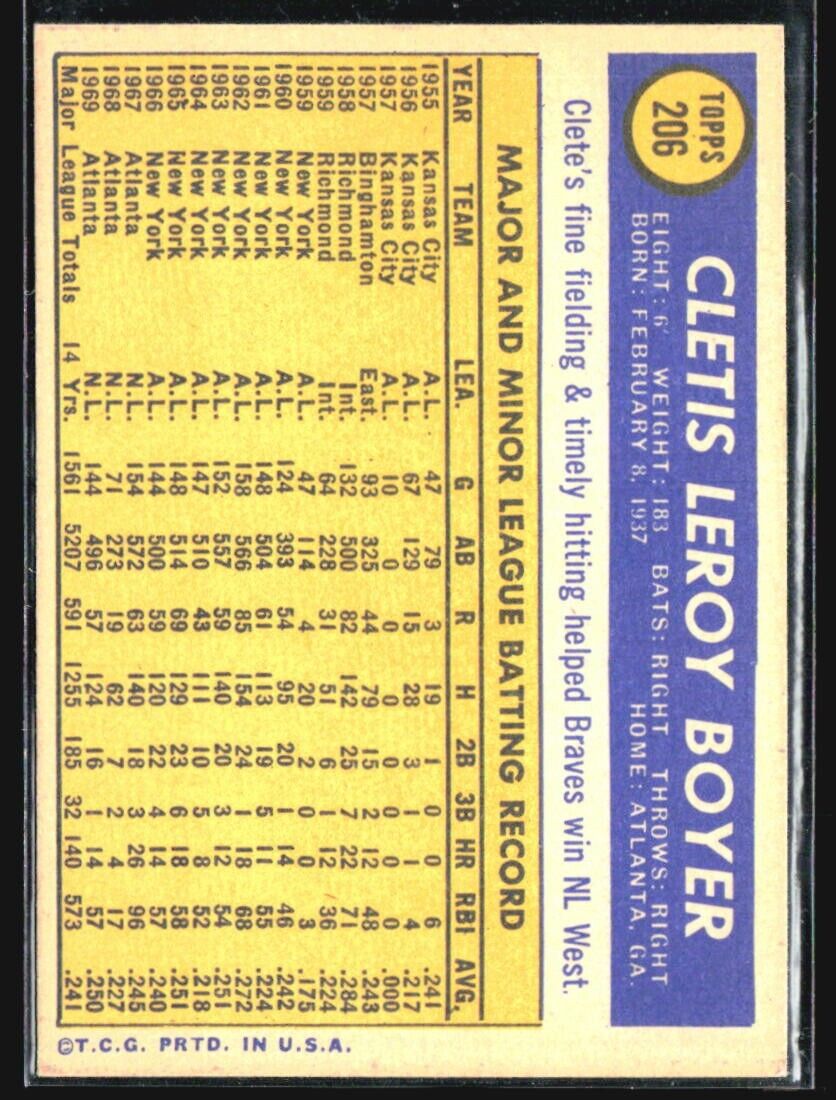 TOPPS
206
CLETIS LEROY BOYER
EIGHT: 6' WEIGHT: 183 BATS: RIGHT THROWS: RIGHT
BORN: FEBRUARY 8, 1937 HOME: ATLANTA, GA.
Clete's fine fielding & timely hitting helped Braves win NL West.
MAJOR AND MINOR LEAGUE BATTING RECORD
YEAR TEAM LEA. G AB R H 2B 3B HR RBI AVG.
1955 Kansas City A.L. 47 79 3 19 1 0 0 6 .241
1956 Kansas City A.L. 67 129 15 28 3 1 1 4 .217
1957 Kansas City A.L. 10 0 0 0 0 0 0 0 .000
1957 Binghamton East. 93 325 44 79 15 2 12 48 .243
1958 Richmond Int. 132 500 82 142 25 7 22 71 .284
1959 Richmond Int. 64 228 31 51 6 1 12 36 .224
1959 New York A.L. 47 114 4 20 2 0 0 3 .175
1960 New York A.L. 124 393 54 95 20 1 14 46 .242
1961 New York A.L. 148 504 61 113 19 5 11 55 .224
1962 New York A.L. 158 566 85 154 24 1 18 68 .272
1963 New York A.L. 152 557 59 140 20 3 12 54 .251
1964 New York A.L. 147 510 43 111 10 5 8 52 .218
1965 New York A.L. 148 514 69 129 23 6 18 58 .251
1966 New York A.L. 144 500 59 120 22 4 14 57 .240
1967 Atlanta N.L. 154 572 63 140 18 3 26 96 .245
1968 Atlanta N.L. 71 273 19 62 7 2 4 17 .227
1969 Atlanta N.L. 144 496 57 124 16 1 14 57 .250
Major League Totals 14 Yrs. 1561 5207 591 1255 185 32 140 573 .241
©T.C.G. PRTD. IN U.S.A.